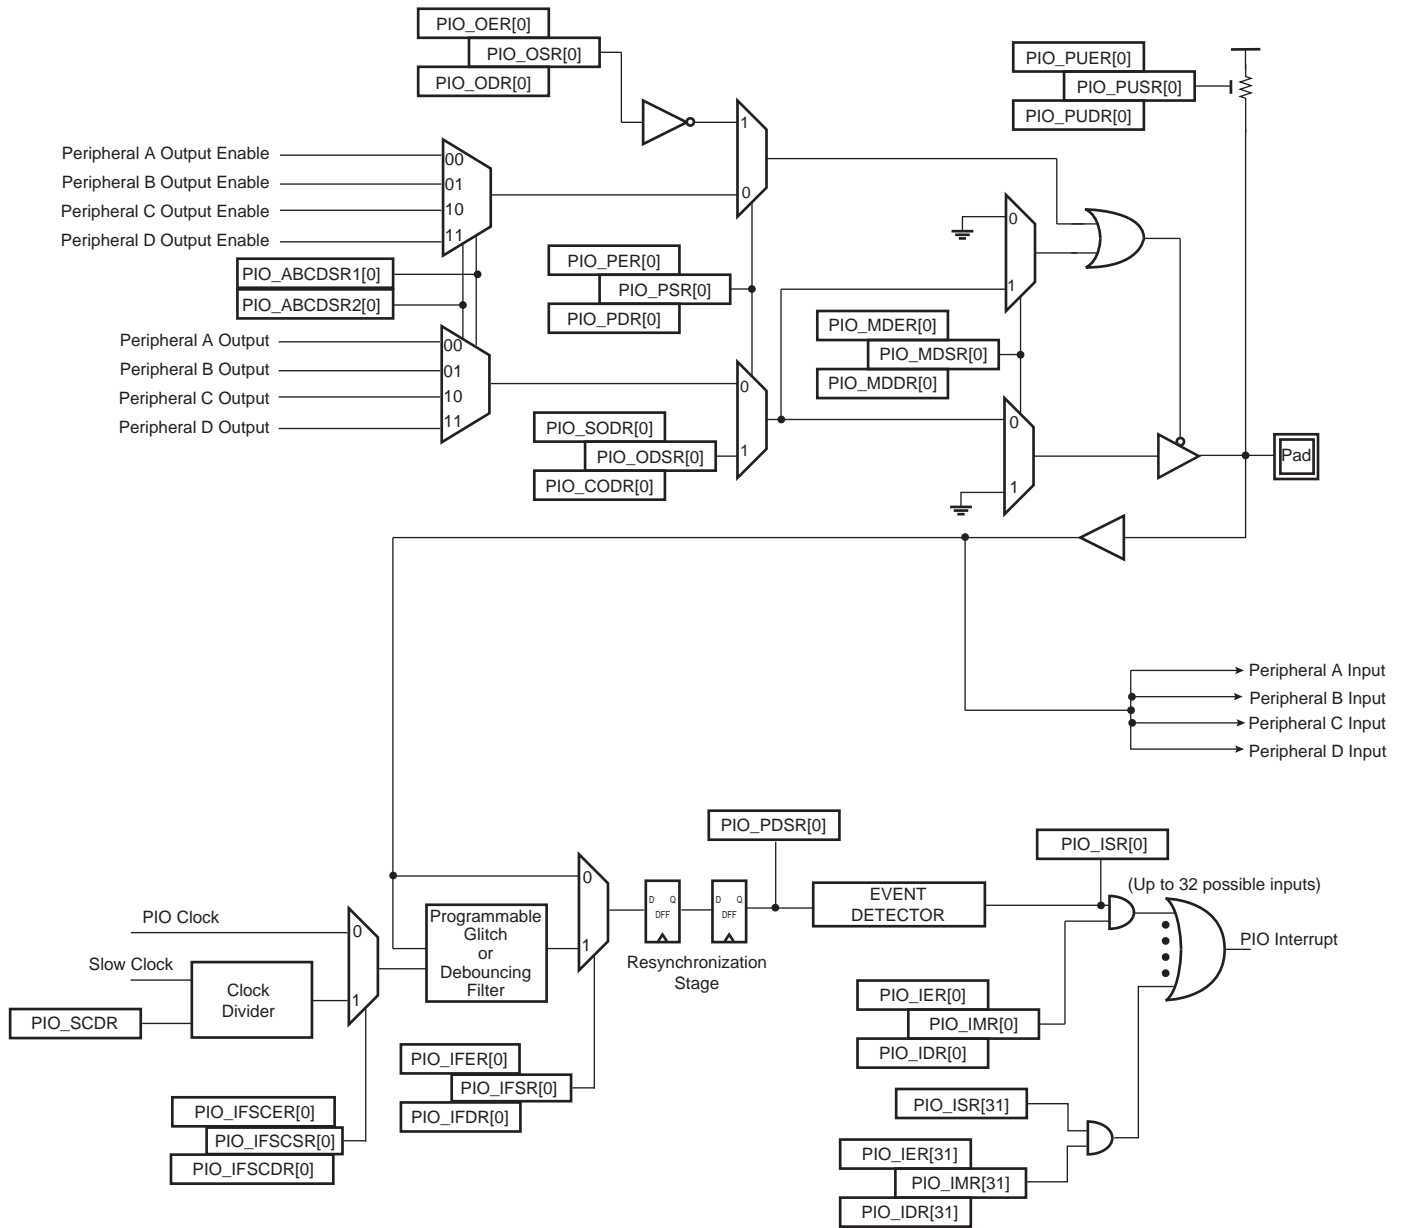 PIO_OER[0]
PIO_OSR[0]
PIO_ODR[0]
PIO_PUER[0]
PIO_PUSR[0]
PIO_PUDR[0]
1
0
Peripheral A Output Enable
Peripheral B Output Enable
Peripheral C Output Enable
Peripheral D Output Enable
00
01
10
11
PIO_ABCDSR1[0]
PIO_ABCDSR2[0]
PIO_PER[0]
PIO_PSR[0]
PIO_PDR[0]
0
1
PIO_MDER[0]
PIO_MDSR[0]
PIO_MDDR[0]
Peripheral A Output
Peripheral B Output
Peripheral C Output
Peripheral D Output
00
01
10
11
0
1
PIO_SODR[0]
PIO_ODSR[0]
PIO_CODR[0]
0
1
Pad
Peripheral A Input
Peripheral B Input
Peripheral C Input
Peripheral D Input
PIO_PDSR[0]
PIO_ISR[0]
(Up to 32 possible inputs)
EVENT
DETECTOR
PIO Interrupt
0
1
D Q
DFF
D Q
DFF
Resynchronization
Stage
Programmable
Glitch
or
Debouncing
Filter
PIO Clock
Slow Clock
0
1
Clock
Divider
PIO_SCDR
PIO_IER[0]
PIO_IMR[0]
PIO_IDR[0]
PIO_IFER[0]
PIO_IFSR[0]
PIO_IFDR[0]
PIO_IFSCER[0]
PIO_IFSCSR[0]
PIO_IFSCDR[0]
PIO_ISR[31]
PIO_IER[31]
PIO_IMR[31]
PIO_IDR[31]